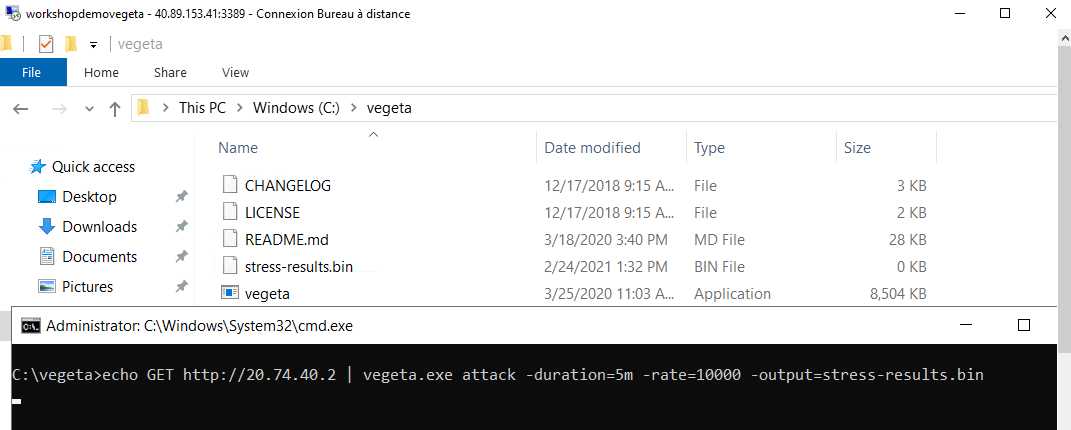 workshopdemovegeta - 40.89.153.41:3389 - Connexion Bureau à distance
vegeta
File Home Share View
This PC Windows (C:) vegeta
Name Date modified Type Size
Quick access
Desktop
Downloads
Documents
Pictures
CHANGELOG 12/17/2018 9:15 A... File 3 KB
LICENSE 12/17/2018 9:15 A... File 2 KB
README.md 3/18/2020 3:40 PM MD File 28 KB
stress-results.bin 2/24/2021 1:32 PM BIN File 0 KB
vegeta 3/25/2020 11:03 A... Application 8,504 KB
Administrator: C:\Windows\System32\cmd.exe
C:\vegeta>echo GET http://20.74.40.2 | vegeta.exe attack -duration=5m -rate=10000 -output=stress-results.bin